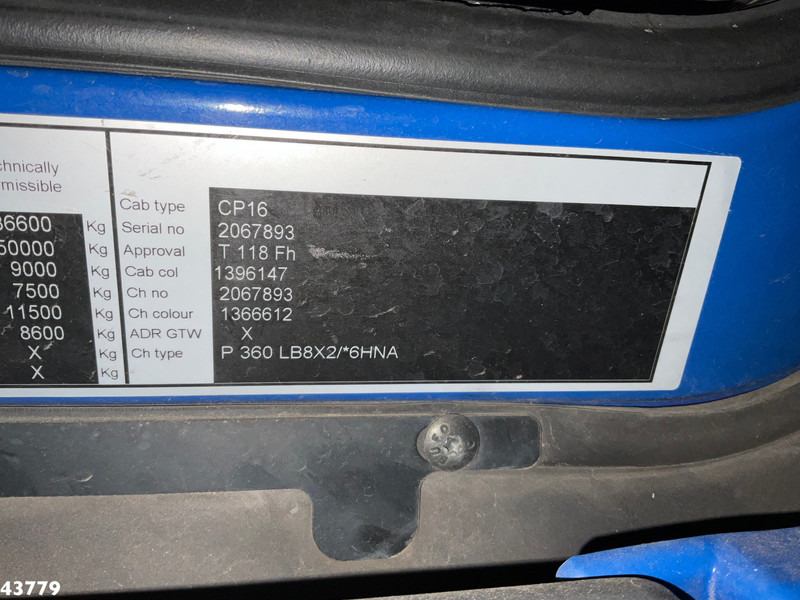 chnically
missible
36600 Kg
50000 Kg
9000 Kg
7500 Kg
11500 Kg
8600 Kg
X Kg
X Kg
Cab type CP16
Serial no 2067893
Approval T 118 Fh
Cab col 1396147
Ch no 2067893
Ch colour 1366612
ADR GTW X
Ch type P 360 LB8X2/*6HNA
43779